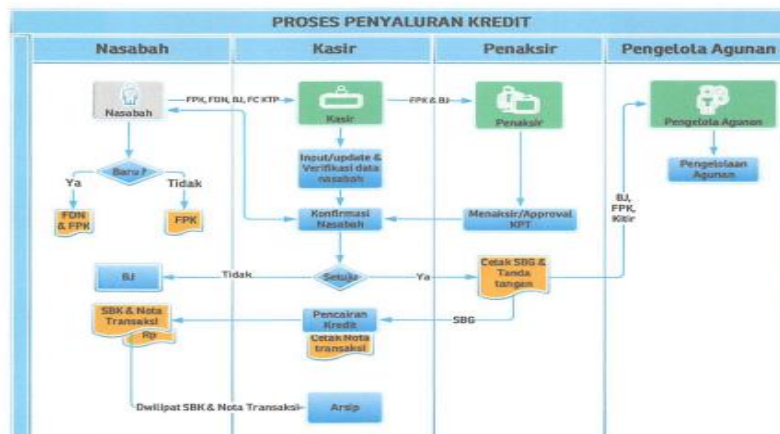 PROSES PENYALURAN KREDIT
Nasabah
Kasir
Penaksir
Pengelola Agunan
Nasabah
FPK, FDN, BJ, FC KTP
Kasir
FPK & BJ
Penaksir
Pengelola Agunan
Baru ?
Ya
Tidak
FDN
& FPK
FPK
Input/update &
Verifikasi data
nasabah
Konfirmasi
Nasabah
Menaksir/Approval
KPT
Pengelolaan
Agunan
BJ,
FPK,
Kitir
BJ
Tidak
Setuju
Ya
Cetak SBG &
Tanda
tangan
SBK & Nota
Transaksi
Rp
Pencairan
Kredit
Cetak Nota
transaksi
SBG
Dwilipat SBK & Nota Transaksi
Arsip